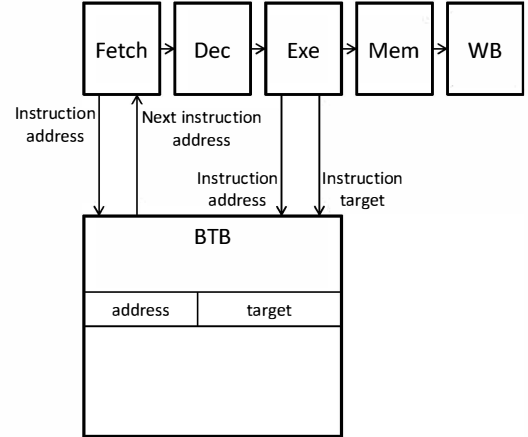 Fetch
Dec
Exe
Mem
WB
Instruction
address
Next instruction
address
Instruction
address
Instruction
target
BTB
address
target